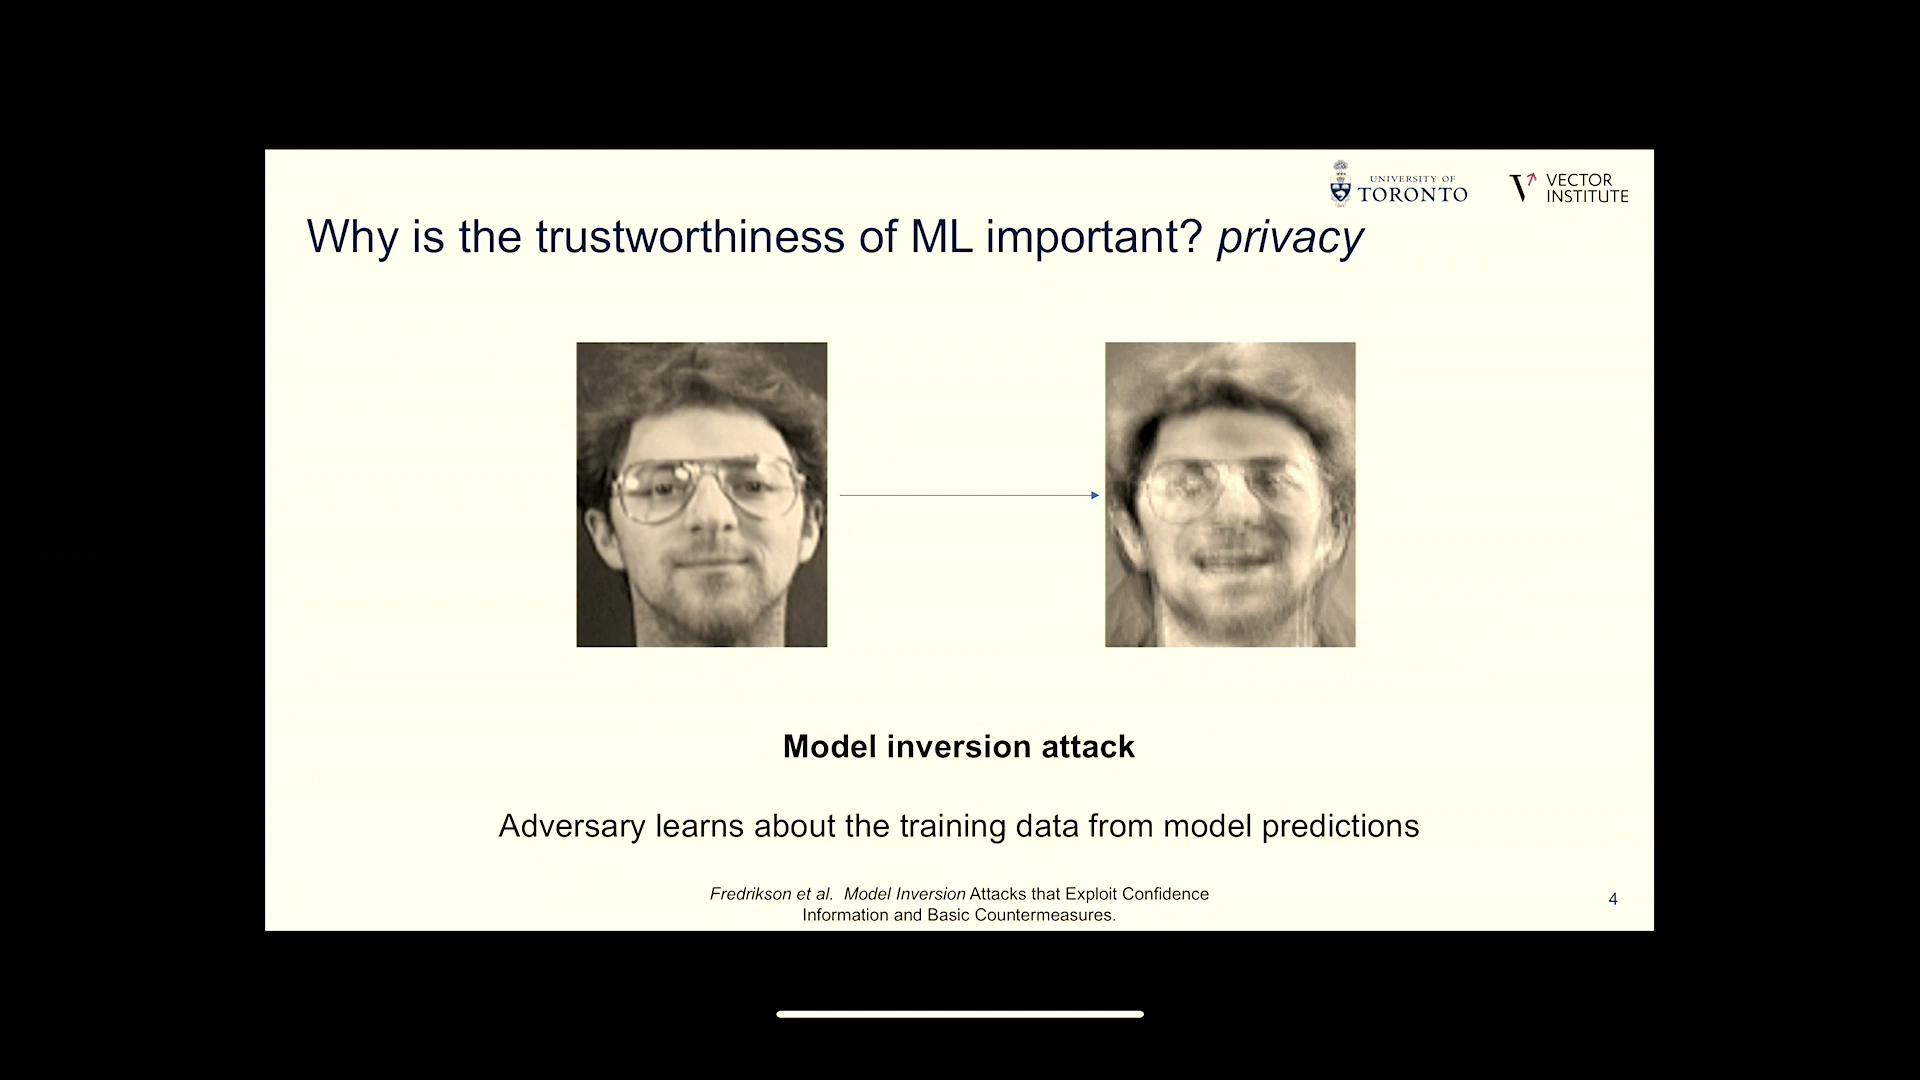 UNIVERSITY OF
TORONTO
VECTOR
INSTITUTE
Why is the trustworthiness of ML important? privacy
Model inversion attack
Adversary learns about the training data from model predictions
Fredrikson et al. Model Inversion Attacks that Exploit Confidence
Information and Basic Countermeasures.
4